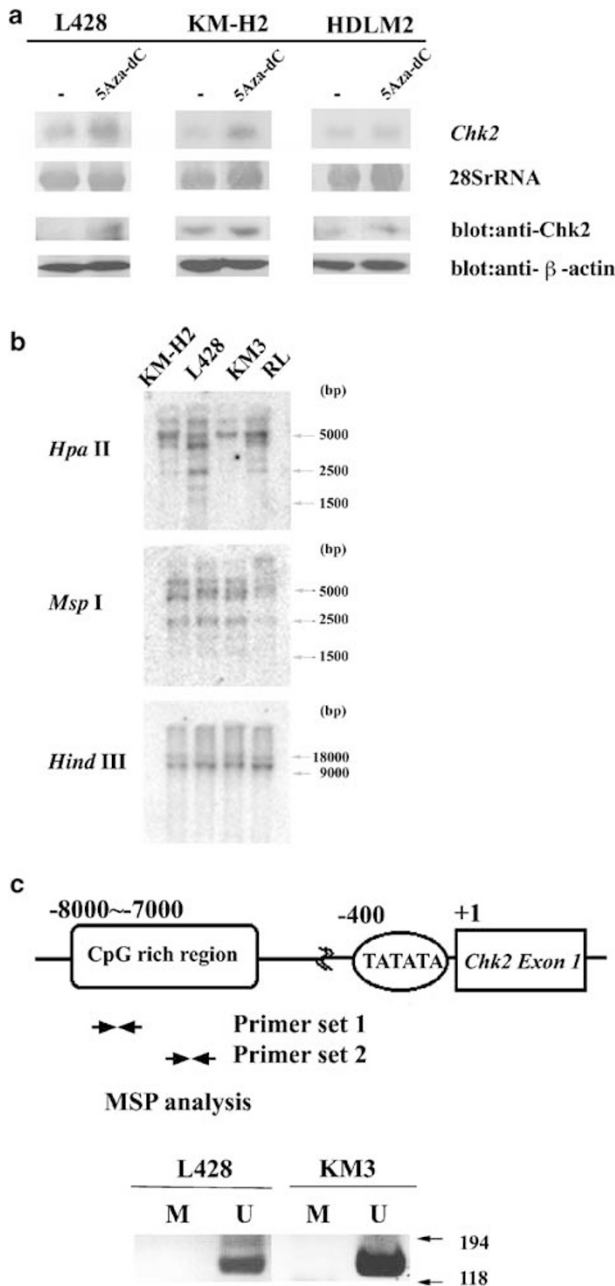 a
L428 KM-H2 HDLM2
- 5Aza-dC - 5Aza-dC - 5Aza-dC
Chk2
28SrRNA
blot:anti-Chk2
blot:anti- β -actin
b
KM-H2 L428 KM3 RL
(bp)
Hpa II
5000
2500
1500
(bp)
Msp I
5000
2500
1500
(bp)
Hind III
18000
9000
c
-8000~-7000 -400 +1
CpG rich region TATATA Chk2 Exon 1
Primer set 1
Primer set 2
MSP analysis
L428 KM3
M U M U
194
118